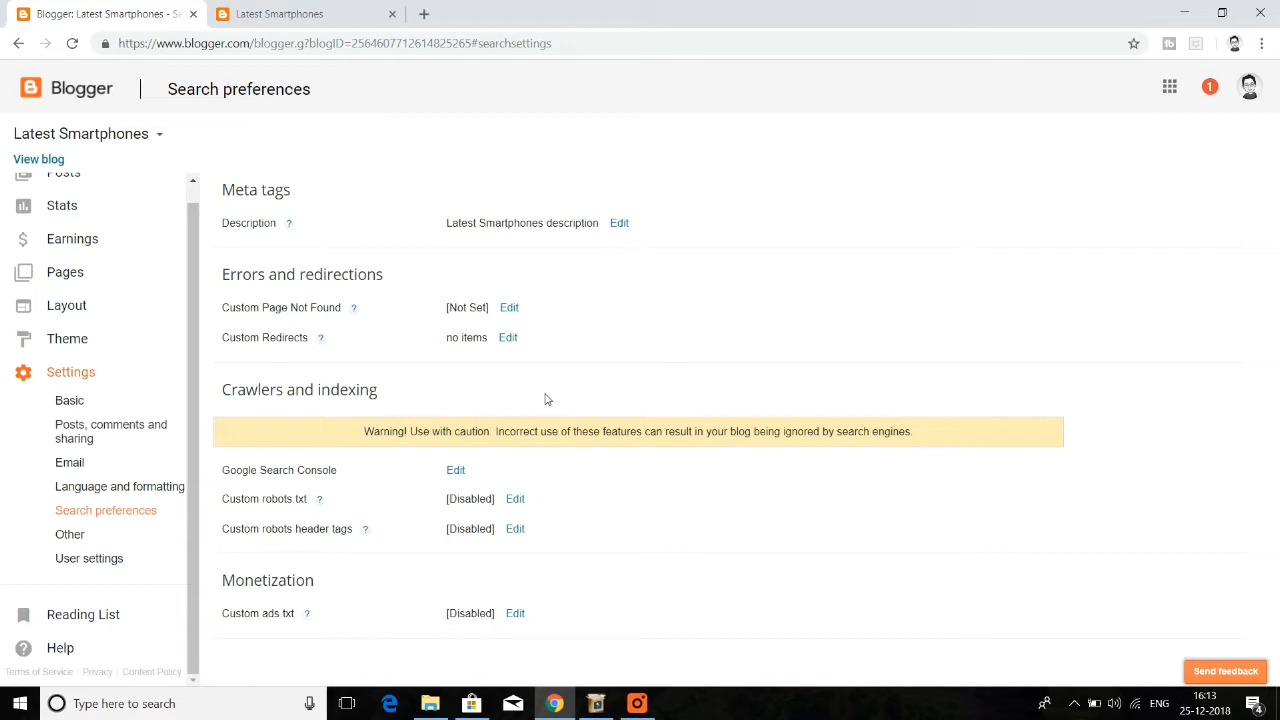 Blogger: Latest Smartphones - Se
Latest Smartphones
https://www.blogger.com/blogger.g?blogID=2564607712614825265#searchsettings
Blogger
Search preferences
1
Latest Smartphones
View blog
Posts
Stats
Earnings
Pages
Layout
Theme
Settings
Basic
Posts, comments and
sharing
Email
Language and formatting
Search preferences
Other
User settings
Reading List
Help
Terms of Service Privacy Content Policy
Meta tags
Description ? Latest Smartphones description Edit
Errors and redirections
Custom Page Not Found ? [Not Set] Edit
Custom Redirects ? no items Edit
Crawlers and indexing
Warning! Use with caution. Incorrect use of these features can result in your blog being ignored by search engines.
Google Search Console Edit
Custom robots.txt ? [Disabled] Edit
Custom robots header tags ? [Disabled] Edit
Monetization
Custom ads.txt ? [Disabled] Edit
Send feedback
Type here to search
ENG
16:13
25-12-2018
4